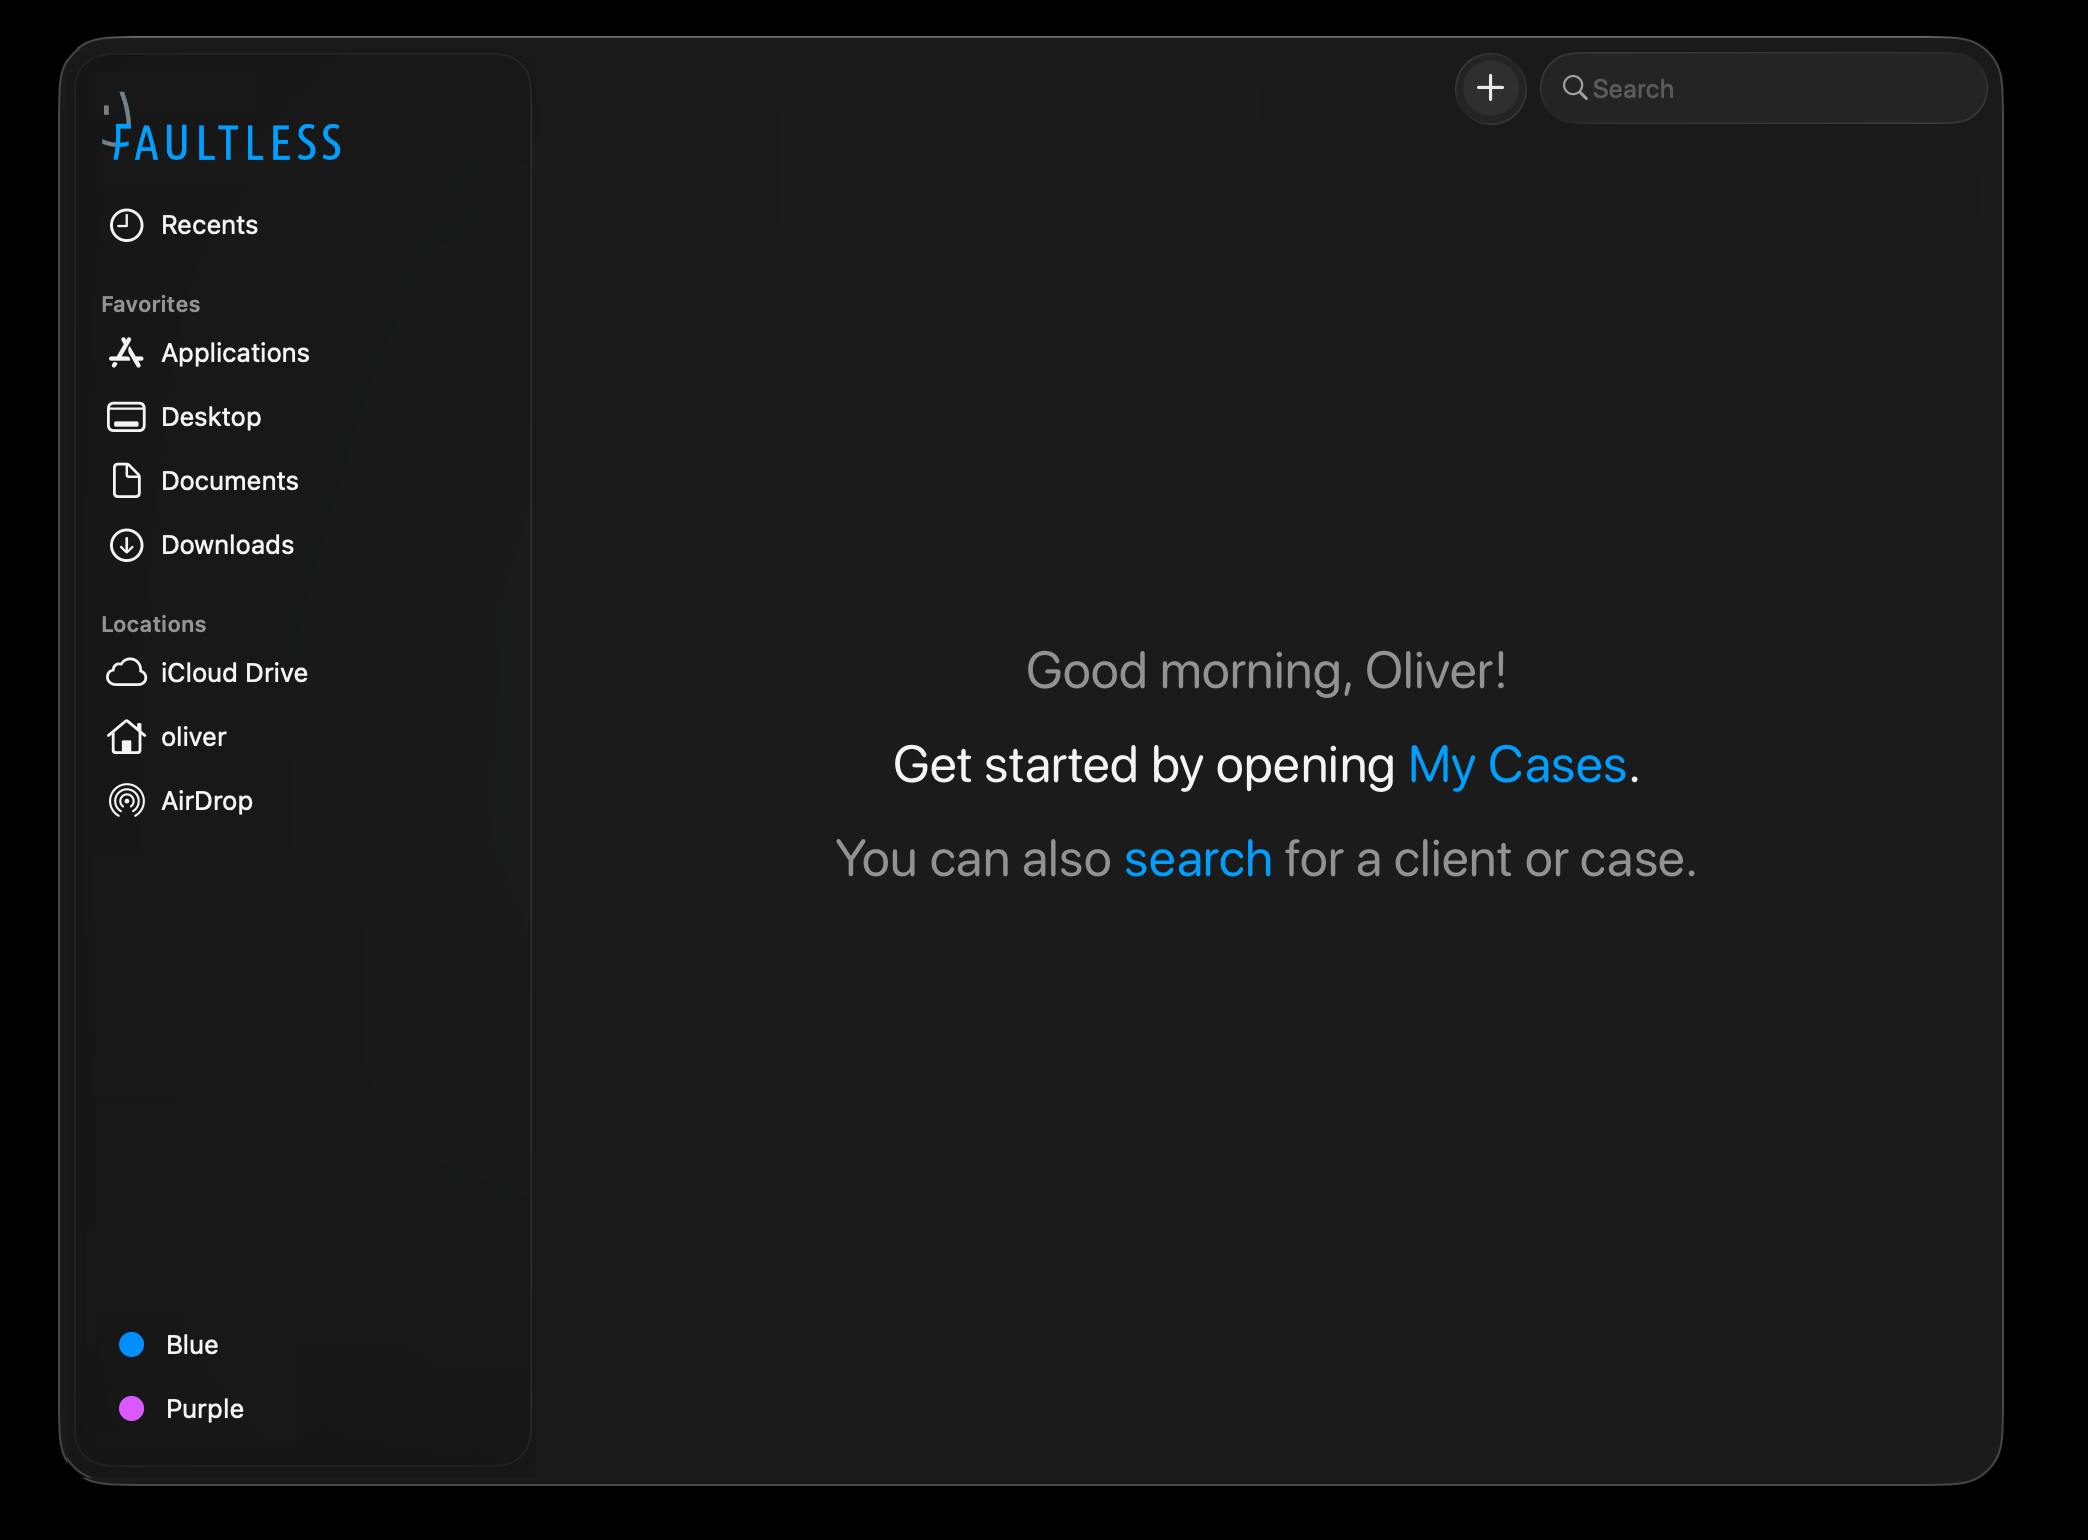 FAULTLESS
Search
Recents
Favorites
Applications
Desktop
Documents
Downloads
Locations
iCloud Drive
oliver
AirDrop
Blue
Purple
Good morning, Oliver!
Get started by opening My Cases.
You can also search for a client or case.